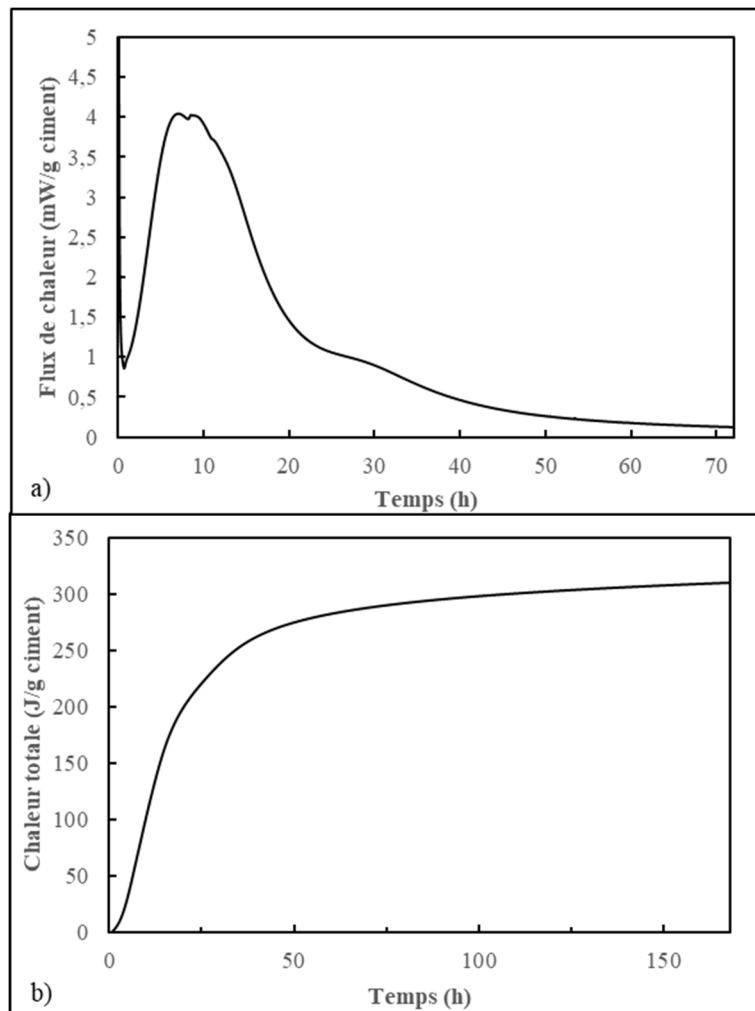 Flux de chaleur (mW/g ciment)
5
4,5
4
3,5
3
2,5
2
1,5
1
0,5
0
0 10 20 30 40 50 60 70
Temps (h)
a)
Chaleur totale (J/g ciment)
350
300
250
200
150
100
50
0
0 50 100 150
Temps (h)
b)